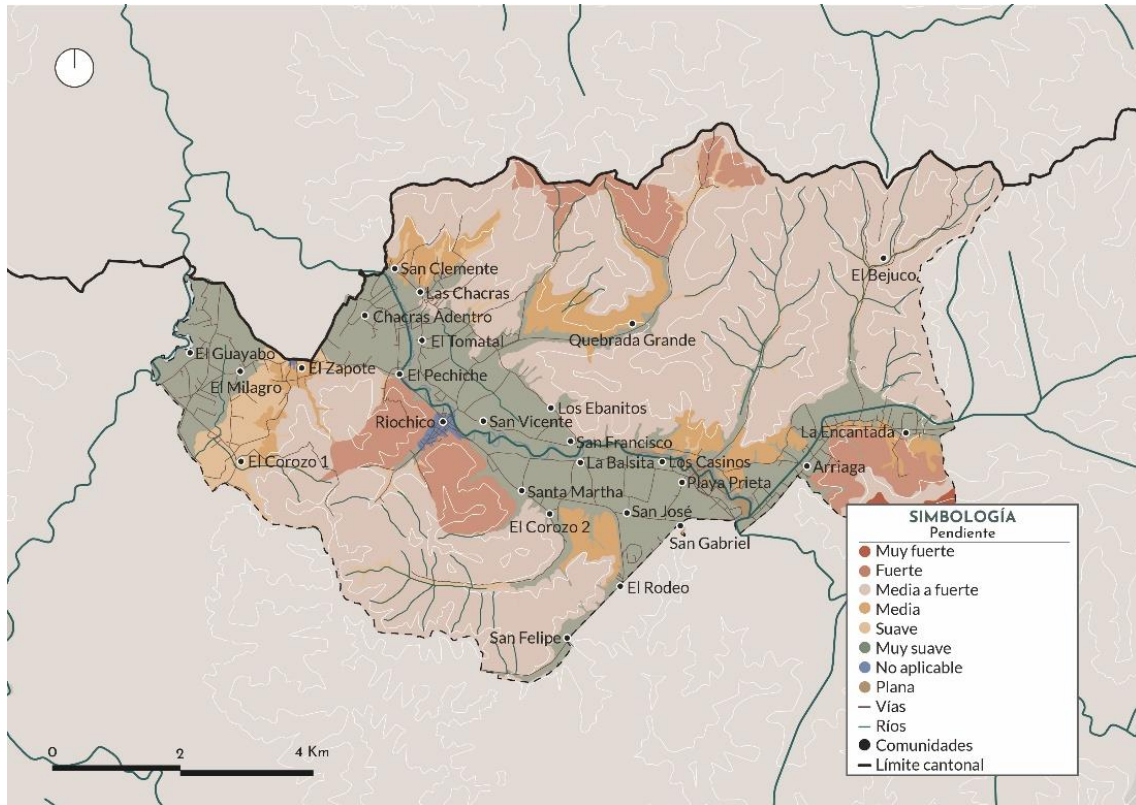 San Clemente
El Bejuco
Las Chacras
Chacras Adentro
Quebrada Grande
El Tomatal
El Guayabo
El Zapote
El Milagro
El Pechiche
Los Ebanitos
Riochico
San Vicente
La Encantada
San Francisco
El Corozo 1
La Balsita
Los Casinos
Arriaga
Playa Prieta
Santa Martha
El Corozo 2
San José
San Gabriel
El Rodeo
San Felipe
SIMBOLOGÍA
Pendiente
Muy fuerte
Fuerte
Media a fuerte
Media
Suave
Muy suave
No aplicable
Plana
Vías
Ríos
Comunidades
Límite cantonal
0 2 4 Km